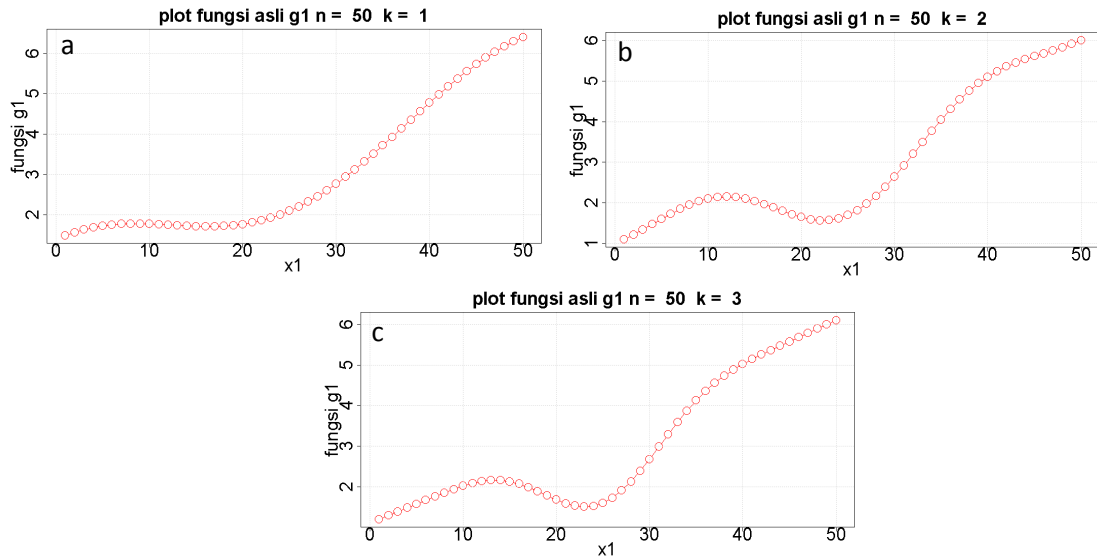 plot fungsi asli g1 n =  50  k =  1
a
fungsi g1
6
5
4
3
2
0 10 20 30 40 50
x1
plot fungsi asli g1 n =  50  k =  2
b
fungsi g1
6
5
4
3
2
1
0 10 20 30 40 50
x1
plot fungsi asli g1 n =  50  k =  3
c
fungsi g1
6
5
4
3
2
0 10 20 30 40 50
x1